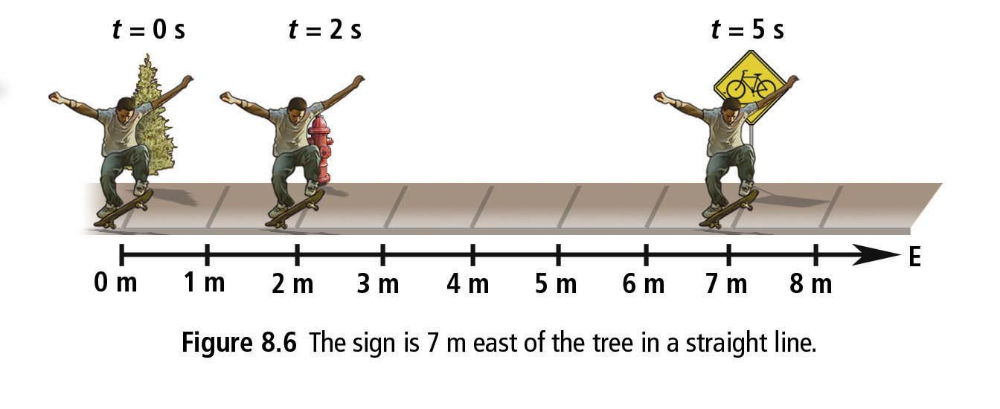 t = 0 s t = 2 s t = 5 s
E
0 m 1 m 2 m 3 m 4 m 5 m 6 m 7 m 8 m
Figure 8.6 The sign is 7 m east of the tree in a straight line.